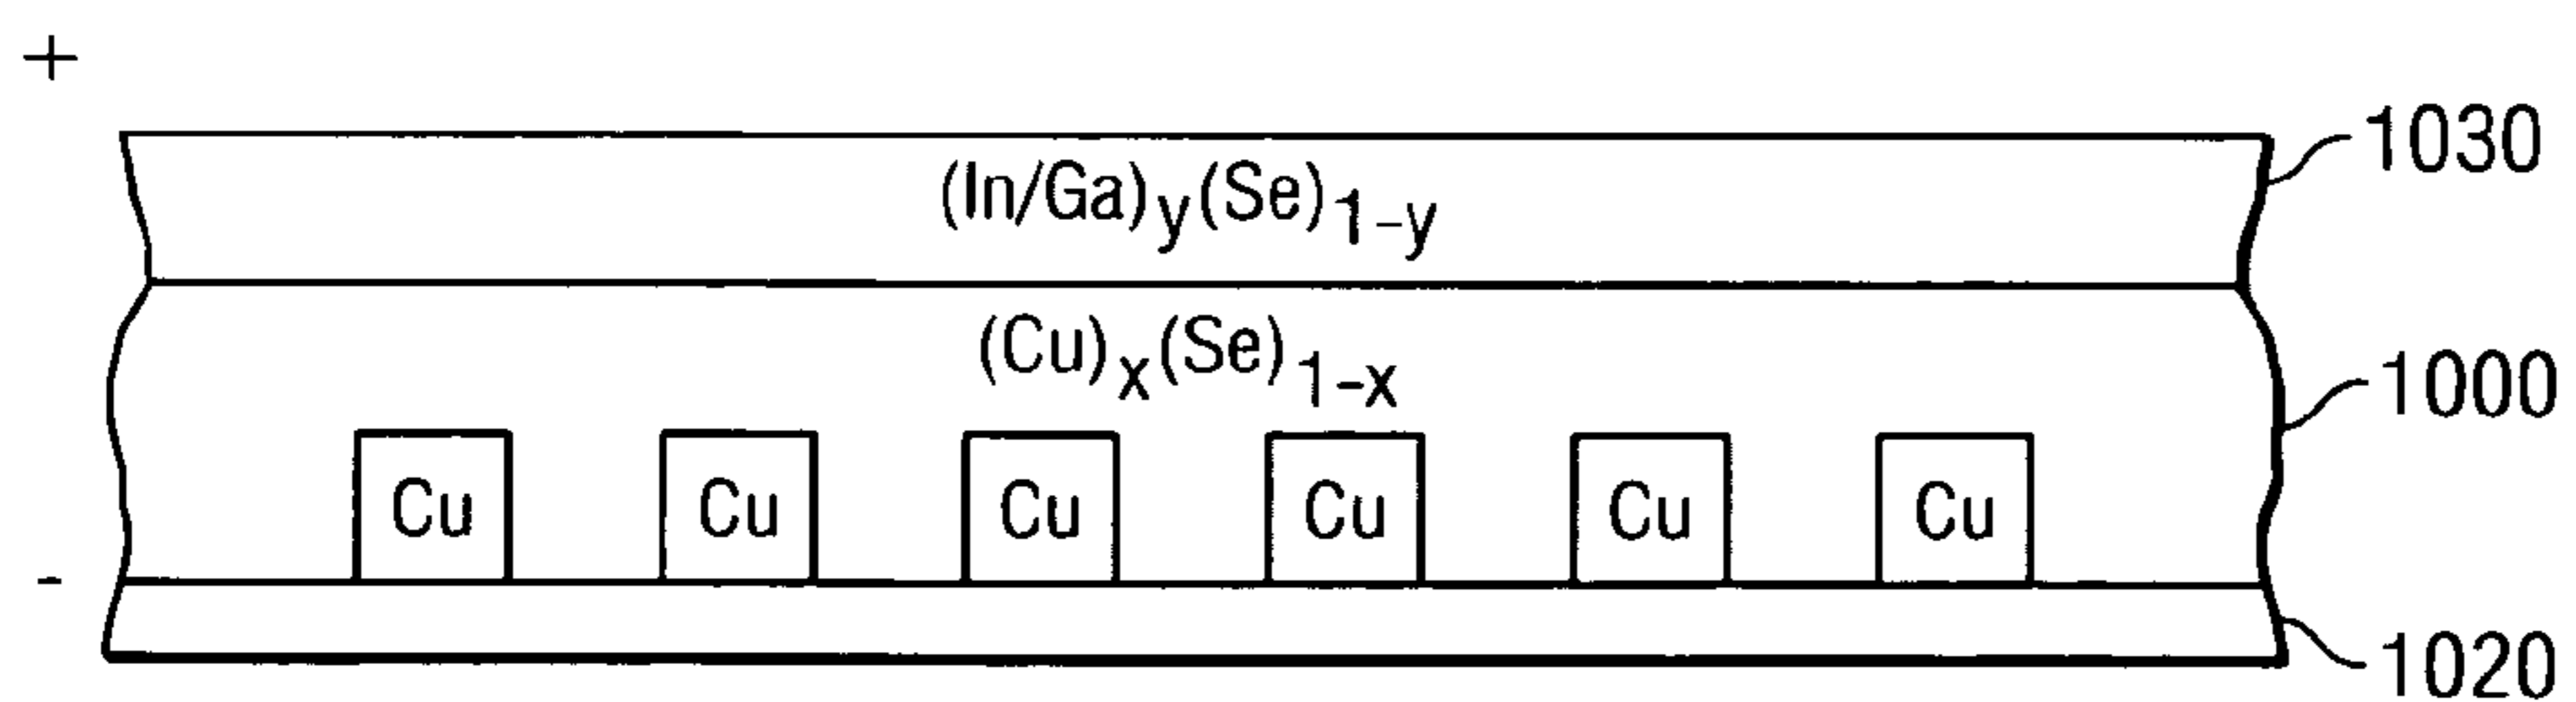 +
1030
(In/Ga)y(Se)1-y
(Cu)x(Se)1-x
1000
Cu Cu Cu Cu Cu Cu
-
1020